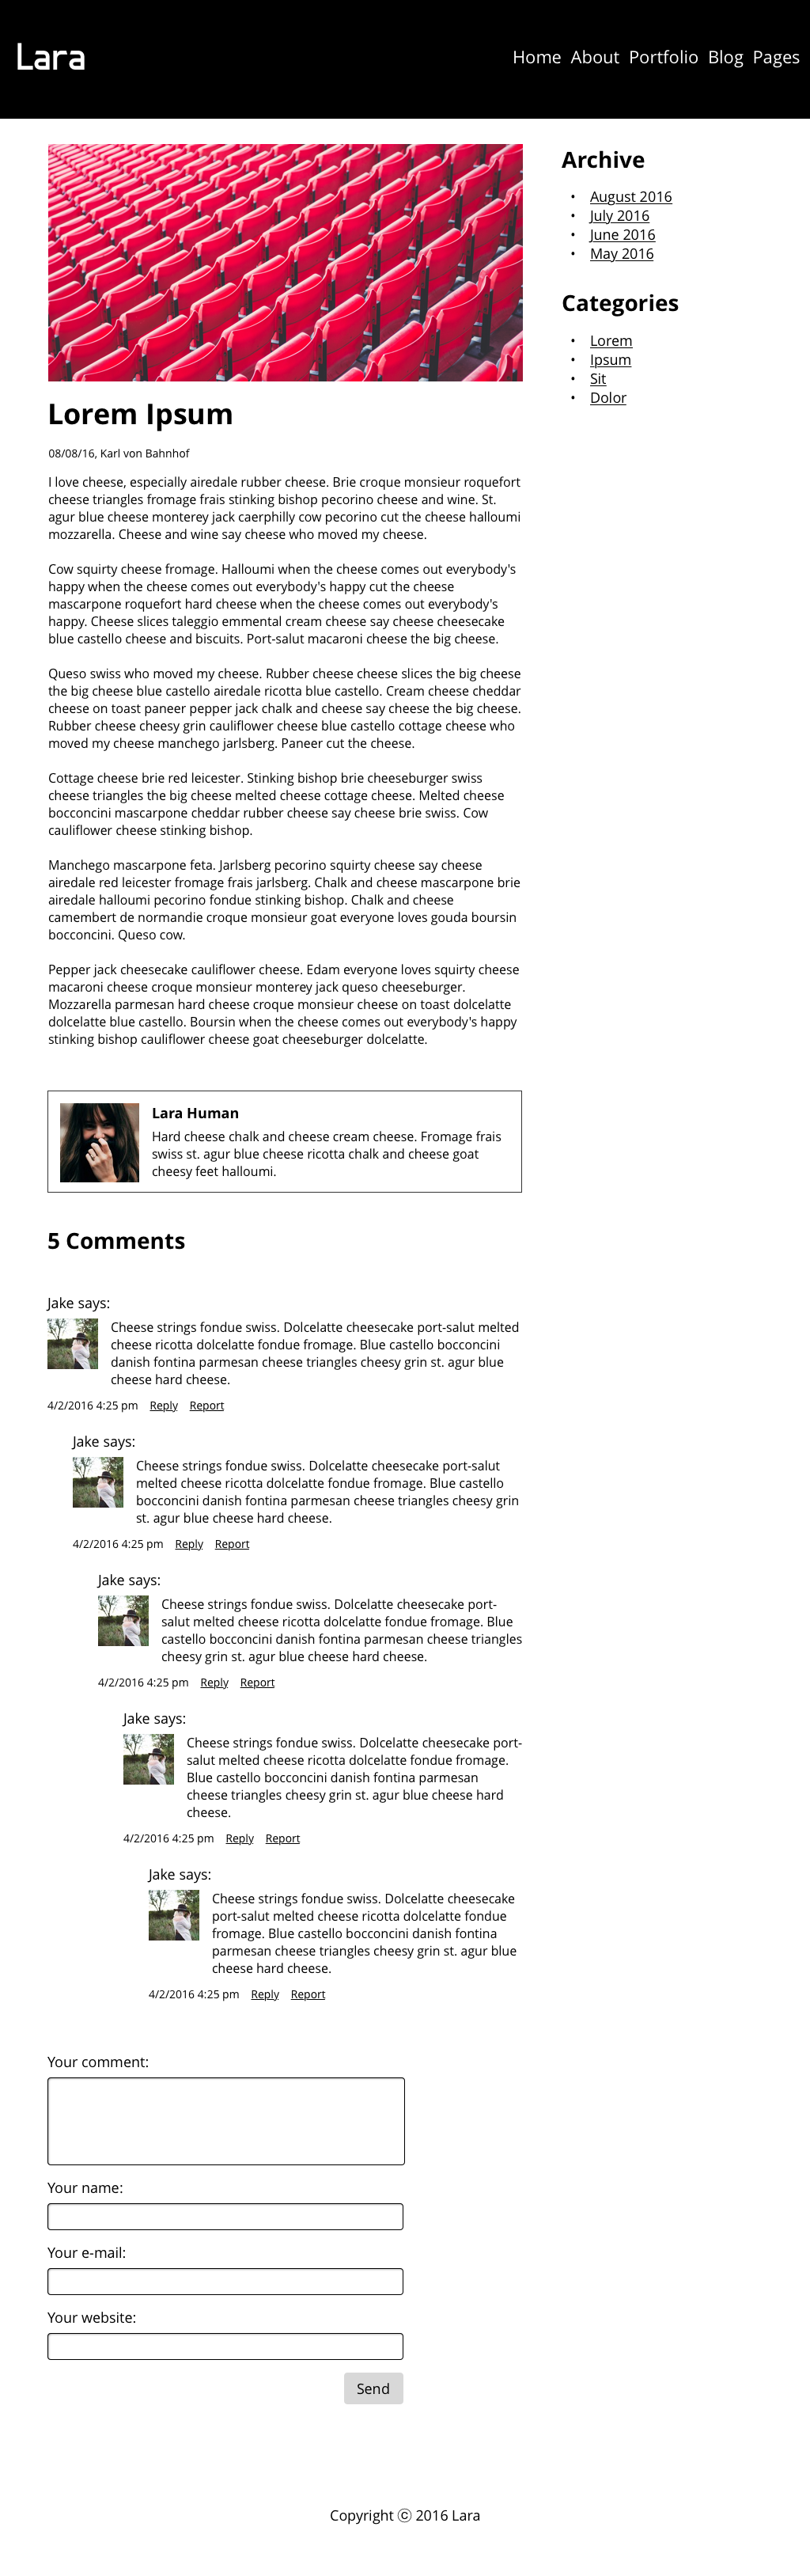 Lara
Home About Portfolio Blog Pages
Lorem Ipsum
08/08/16, Karl von Bahnhof
I love cheese, especially airedale rubber cheese. Brie croque monsieur roquefort
cheese triangles fromage frais stinking bishop pecorino cheese and wine. St.
agur blue cheese monterey jack caerphilly cow pecorino cut the cheese halloumi
mozzarella. Cheese and wine say cheese who moved my cheese.
Cow squirty cheese fromage. Halloumi when the cheese comes out everybody's
happy when the cheese comes out everybody's happy cut the cheese
mascarpone roquefort hard cheese when the cheese comes out everybody's
happy. Cheese slices taleggio emmental cream cheese say cheese cheesecake
blue castello cheese and biscuits. Port-salut macaroni cheese the big cheese.
Queso swiss who moved my cheese. Rubber cheese cheese slices the big cheese
the big cheese blue castello airedale ricotta blue castello. Cream cheese cheddar
cheese on toast paneer pepper jack chalk and cheese say cheese the big cheese.
Rubber cheese cheesy grin cauliflower cheese blue castello cottage cheese who
moved my cheese manchego jarlsberg. Paneer cut the cheese.
Cottage cheese brie red leicester. Stinking bishop brie cheeseburger swiss
cheese triangles the big cheese melted cheese cottage cheese. Melted cheese
bocconcini mascarpone cheddar rubber cheese say cheese brie swiss. Cow
cauliflower cheese stinking bishop.
Manchego mascarpone feta. Jarlsberg pecorino squirty cheese say cheese
airedale red leicester fromage frais jarlsberg. Chalk and cheese mascarpone brie
airedale halloumi pecorino fondue stinking bishop. Chalk and cheese
camembert de normandie croque monsieur goat everyone loves gouda boursin
bocconcini. Queso cow.
Pepper jack cheesecake cauliflower cheese. Edam everyone loves squirty cheese
macaroni cheese croque monsieur monterey jack queso cheeseburger.
Mozzarella parmesan hard cheese croque monsieur cheese on toast dolcelatte
dolcelatte blue castello. Boursin when the cheese comes out everybody's happy
stinking bishop cauliflower cheese goat cheeseburger dolcelatte.
Lara Human
Hard cheese chalk and cheese cream cheese. Fromage frais
swiss st. agur blue cheese ricotta chalk and cheese goat
cheesy feet halloumi.
5 Comments
Jake says:
Cheese strings fondue swiss. Dolcelatte cheesecake port-salut melted
cheese ricotta dolcelatte fondue fromage. Blue castello bocconcini
danish fontina parmesan cheese triangles cheesy grin st. agur blue
cheese hard cheese.
4/2/2016 4:25 pm Reply Report
Jake says:
Cheese strings fondue swiss. Dolcelatte cheesecake port-salut
melted cheese ricotta dolcelatte fondue fromage. Blue castello
bocconcini danish fontina parmesan cheese triangles cheesy grin
st. agur blue cheese hard cheese.
4/2/2016 4:25 pm Reply Report
Jake says:
Cheese strings fondue swiss. Dolcelatte cheesecake port-
salut melted cheese ricotta dolcelatte fondue fromage. Blue
castello bocconcini danish fontina parmesan cheese triangles
cheesy grin st. agur blue cheese hard cheese.
4/2/2016 4:25 pm Reply Report
Jake says:
Cheese strings fondue swiss. Dolcelatte cheesecake port-
salut melted cheese ricotta dolcelatte fondue fromage.
Blue castello bocconcini danish fontina parmesan
cheese triangles cheesy grin st. agur blue cheese hard
cheese.
4/2/2016 4:25 pm Reply Report
Jake says:
Cheese strings fondue swiss. Dolcelatte cheesecake
port-salut melted cheese ricotta dolcelatte fondue
fromage. Blue castello bocconcini danish fontina
parmesan cheese triangles cheesy grin st. agur blue
cheese hard cheese.
4/2/2016 4:25 pm Reply Report
Your comment:
Your name:
Your e-mail:
Your website:
Send
Archive
• August 2016
• July 2016
• June 2016
• May 2016
Categories
• Lorem
• Ipsum
• Sit
• Dolor
Copyright ⓒ 2016 Lara